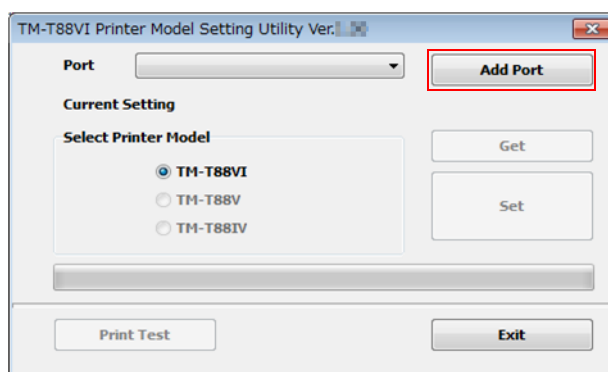 TM-T88VI Printer Model Setting Utility Ver.
Port
Add Port
Current Setting
Select Printer Model
Get
TM-T88VI
TM-T88V
Set
TM-T88IV
Print Test
Exit